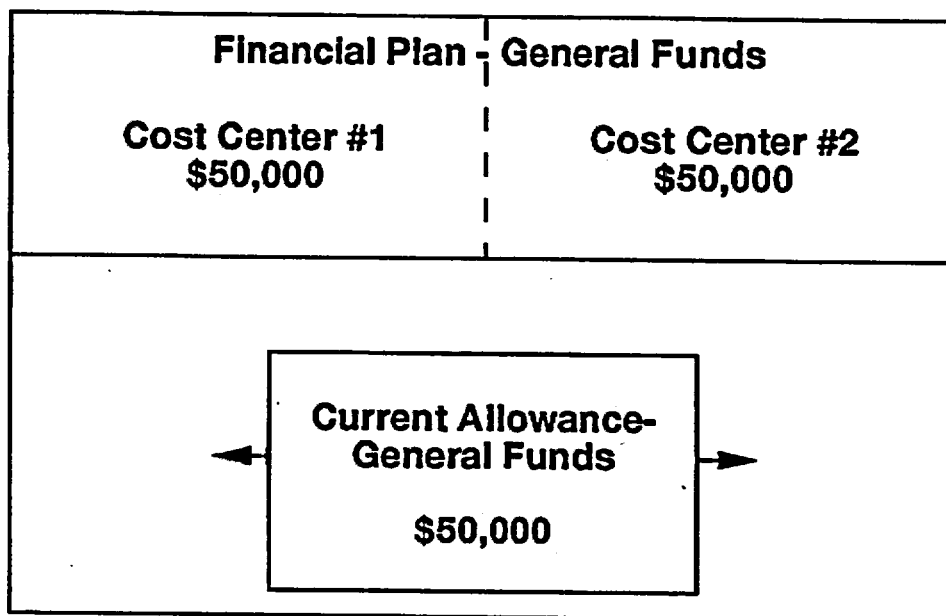 Financial Plan - General Funds
Cost Center #1
$50,000
Cost Center #2
$50,000
Current Allowance-
General Funds
$50,000